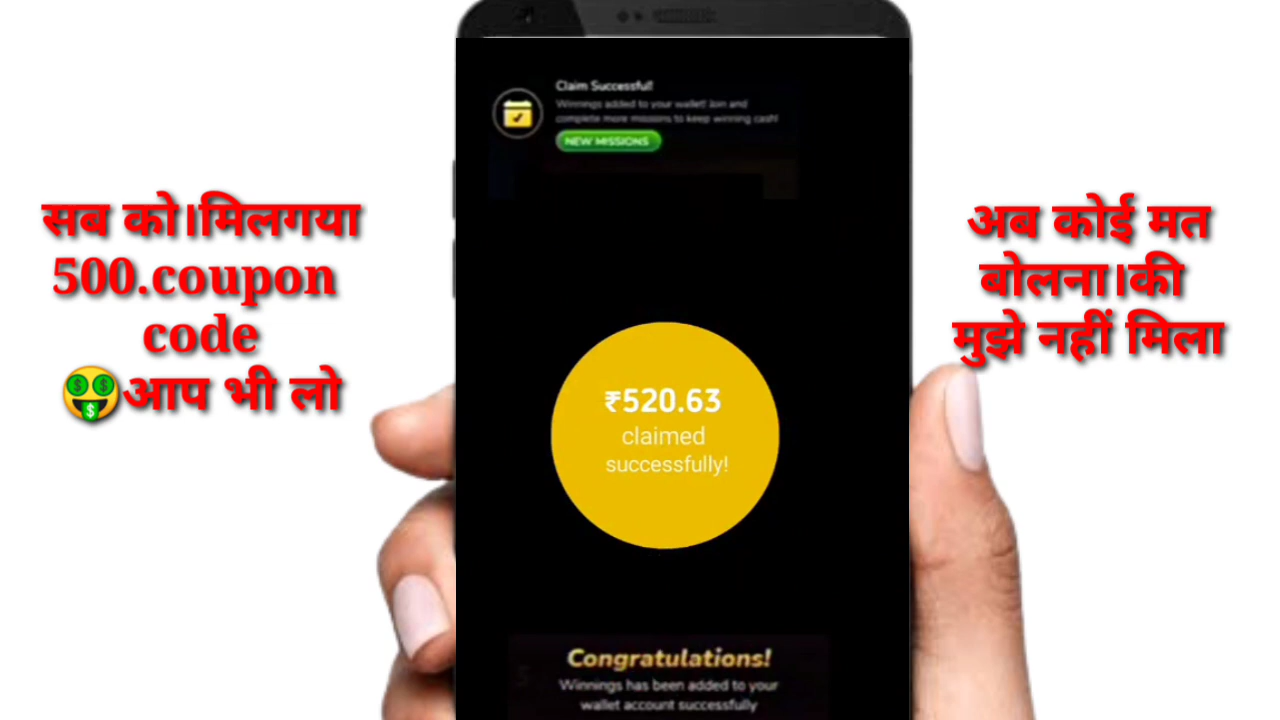 सब को।मिलगया
500.coupon
code
🤑आप भी लो
Claim Successful!
Winnings added to your wallet! Join and
complete more missions to keep winning cash!
NEW MISSIONS
₹520.63
claimed
successfully!
Congratulations!
Winnings has been added to your
wallet account successfully
अब कोई मत
बोलना।की
मुझे नहीं मिला